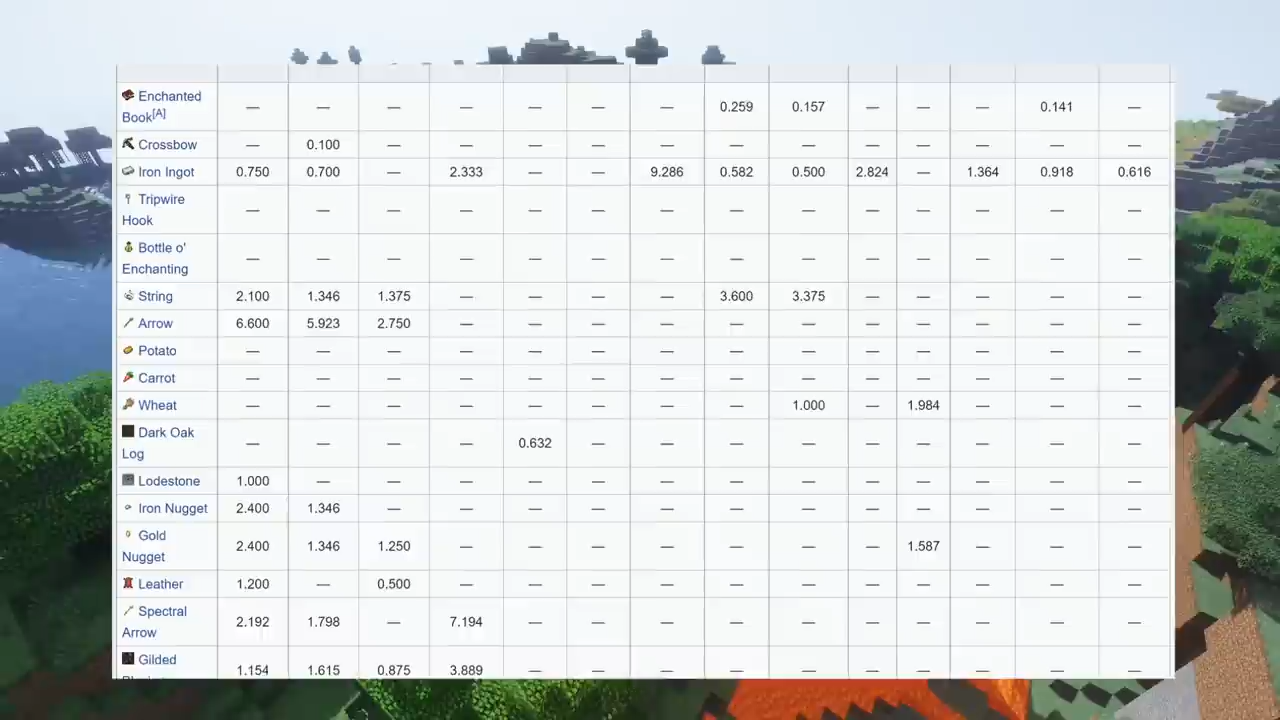 Enchanted
Book[A] — — — — — — — 0.259 0.157 — — — 0.141 —
Crossbow — 0.100 — — — — — — — — — — — —
Iron Ingot 0.750 0.700 — 2.333 — — 9.286 0.582 0.500 2.824 — 1.364 0.918 0.616
Tripwire
Hook — — — — — — — — — — — — — —
Bottle o'
Enchanting — — — — — — — — — — — — — —
String 2.100 1.346 1.375 — — — — 3.600 3.375 — — — — —
Arrow 6.600 5.923 2.750 — — — — — — — — — — —
Potato — — — — — — — — — — — — — —
Carrot — — — — — — — — — — — — — —
Wheat — — — — — — — — 1.000 — 1.984 — — —
Dark Oak
Log — — — — 0.632 — — — — — — — — —
Lodestone 1.000 — — — — — — — — — — — — —
Iron Nugget 2.400 1.346 — — — — — — — — — — — —
Gold
Nugget 2.400 1.346 1.250 — — — — — — — 1.587 — — —
Leather 1.200 — 0.500 — — — — — — — — — — —
Spectral
Arrow 2.192 1.798 — 7.194 — — — — — — — — — —
Gilded
1.154 1.615 0.875 3.889 — — — — — — — — — —